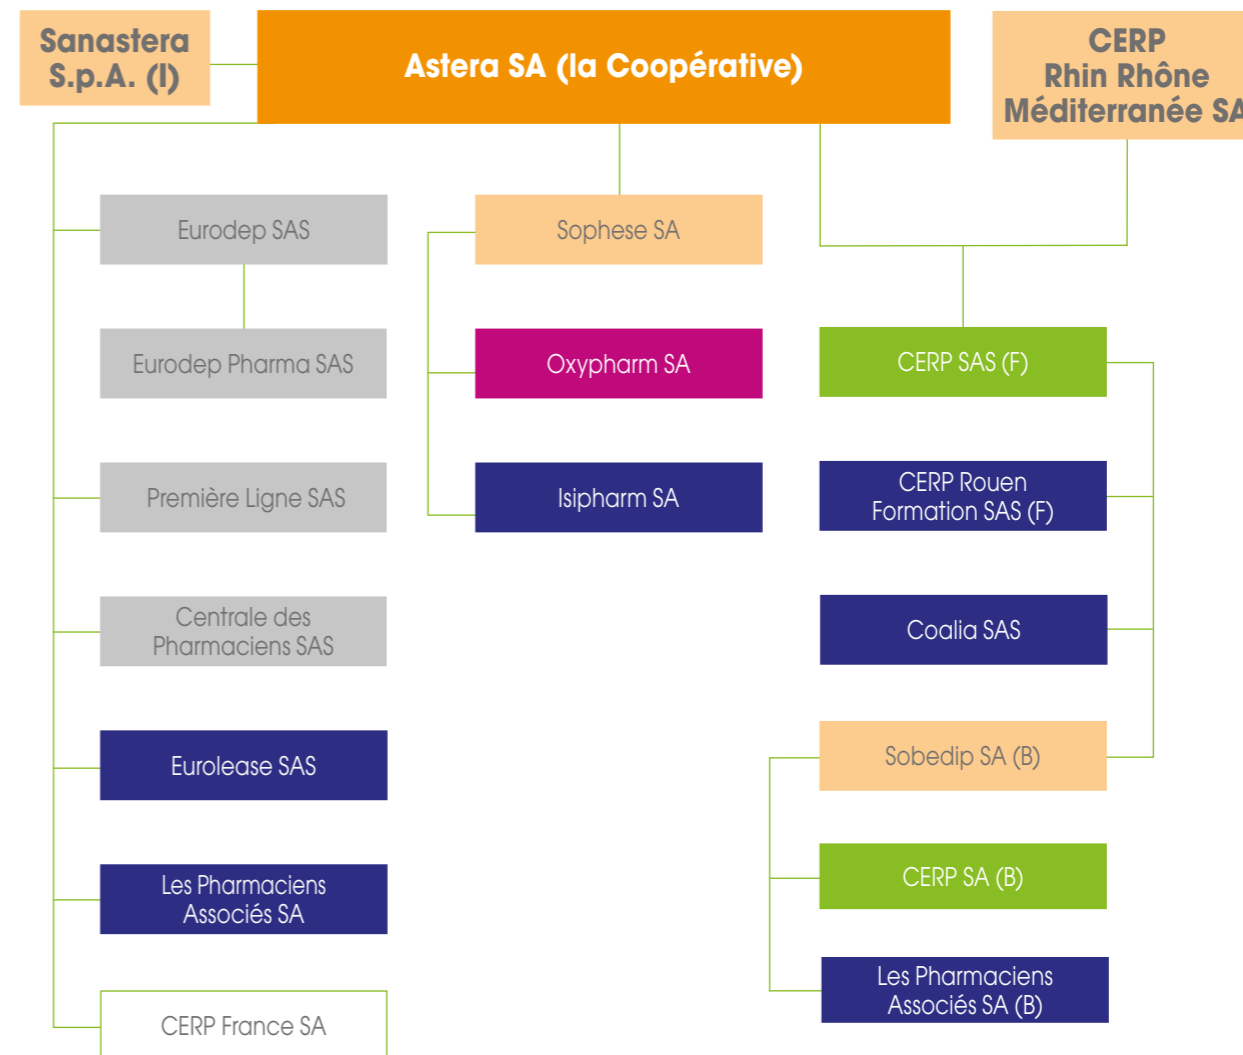 Sanastera
S.p.A. (I)
Astera SA (la Coopérative)
CERP
Rhin Rhône
Méditerranée SA
Eurodep SAS
Eurodep Pharma SAS
Première Ligne SAS
Centrale des
Pharmaciens SAS
Eurolease SAS
Les Pharmaciens
Associés SA
CERP France SA
Sophese SA
Oxypharm SA
Isipharm SA
CERP SAS (F)
CERP Rouen
Formation SAS (F)
Coalia SAS
Sobedip SA (B)
CERP SA (B)
Les Pharmaciens
Associés SA (B)